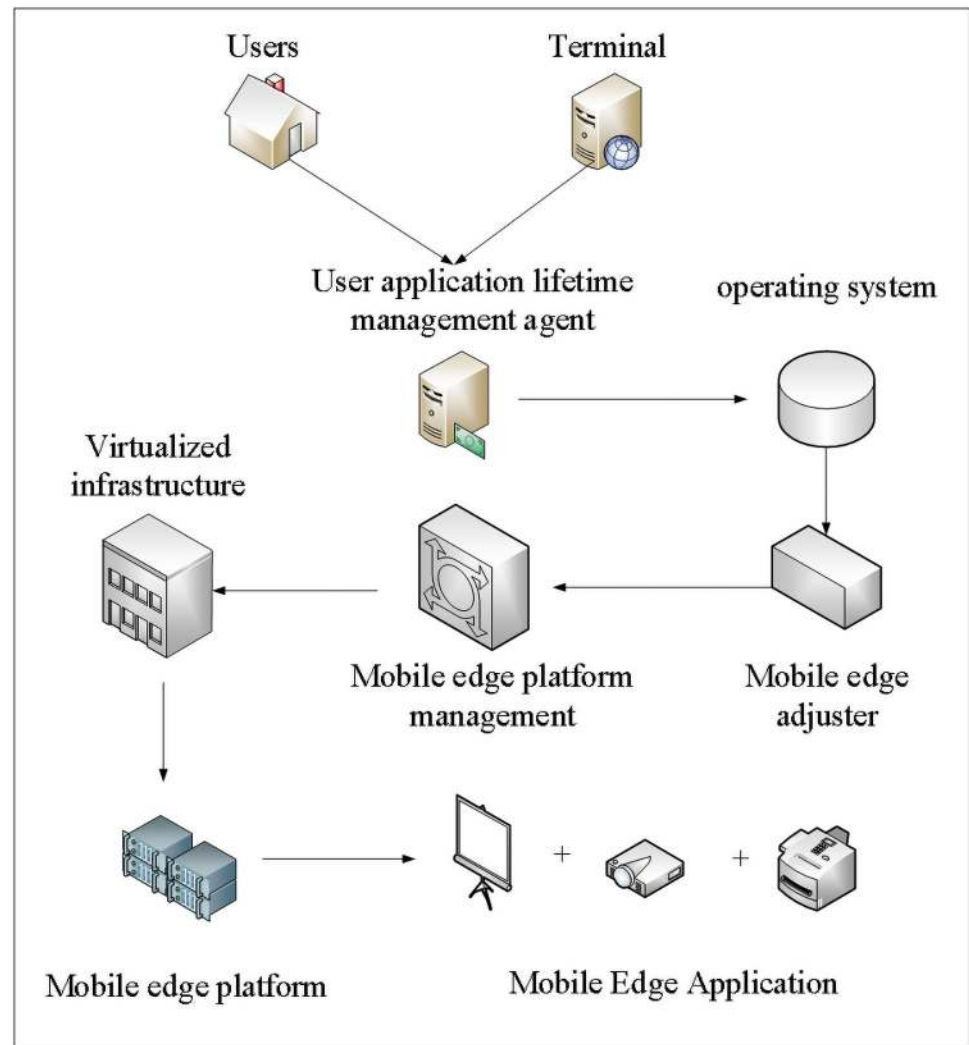 Users
Terminal
User application lifetime
management agent
operating system
Virtualized
infrastructure
Mobile edge platform
management
Mobile edge
adjuster
+
+
Mobile edge platform
Mobile Edge Application